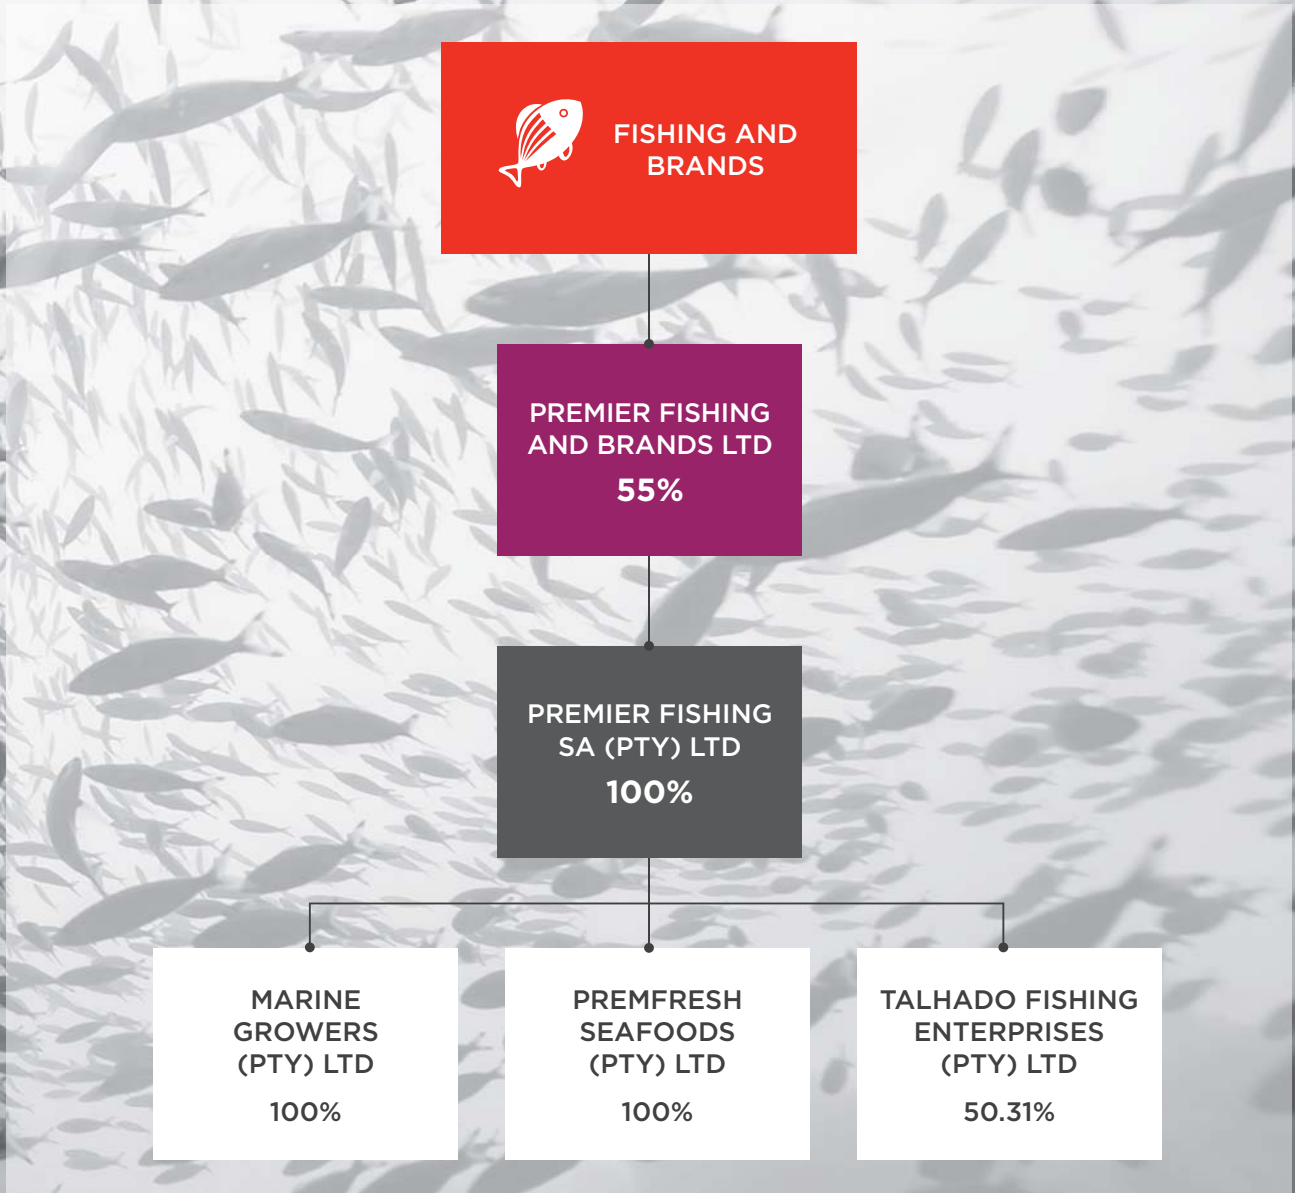 FISHING AND
BRANDS
PREMIER FISHING
AND BRANDS LTD
55%
PREMIER FISHING
SA (PTY) LTD
100%
MARINE
GROWERS
(PTY) LTD
100%
PREMFRESH
SEAFOODS
(PTY) LTD
100%
TALHADO FISHING
ENTERPRISES
(PTY) LTD
50.31%